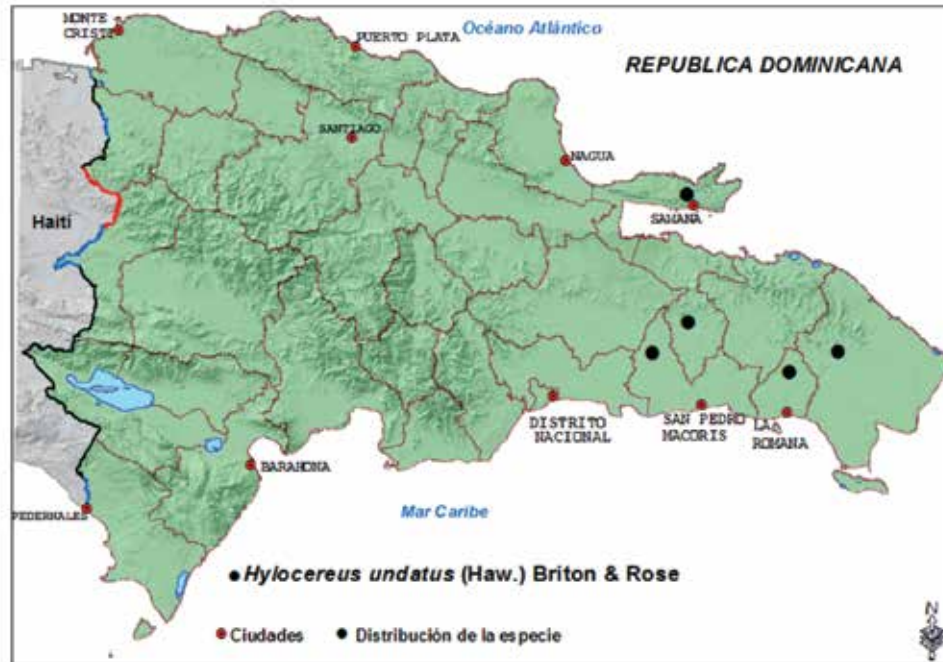 MONTE
CRISTI
PUERTO PLATA
Océano Atlántico
REPUBLICA DOMINICANA
SANTIAGO
NAGUA
SAMANA
Haití
DISTRITO
NACIONAL
SAN PEDRO
MACORIS
LA
ROMANA
BARAHONA
PEDERNALES
Mar Caribe
Hylocereus undatus (Haw.) Briton & Rose
Ciudades
Distribución de la especie
N